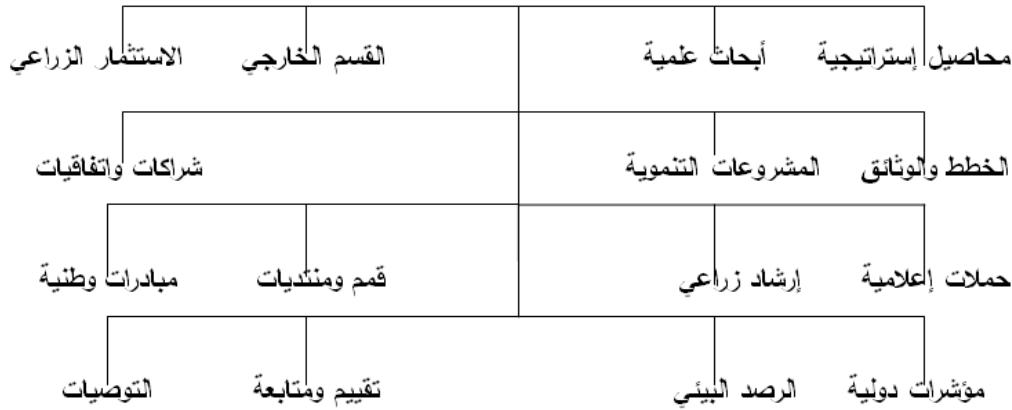 محاصيل إستراتيجية أبحاث علمية القسم الخارجي الاستثمار الزراعي
الخطط والوثائق المشروعات التنموية شراكات واتفاقيات
حملات إعلامية إرشاد زراعي قمم ومنتديات مبادرات وطنية
مؤشرات دولية الرصد البيئي تقييم ومتابعة التوصيات